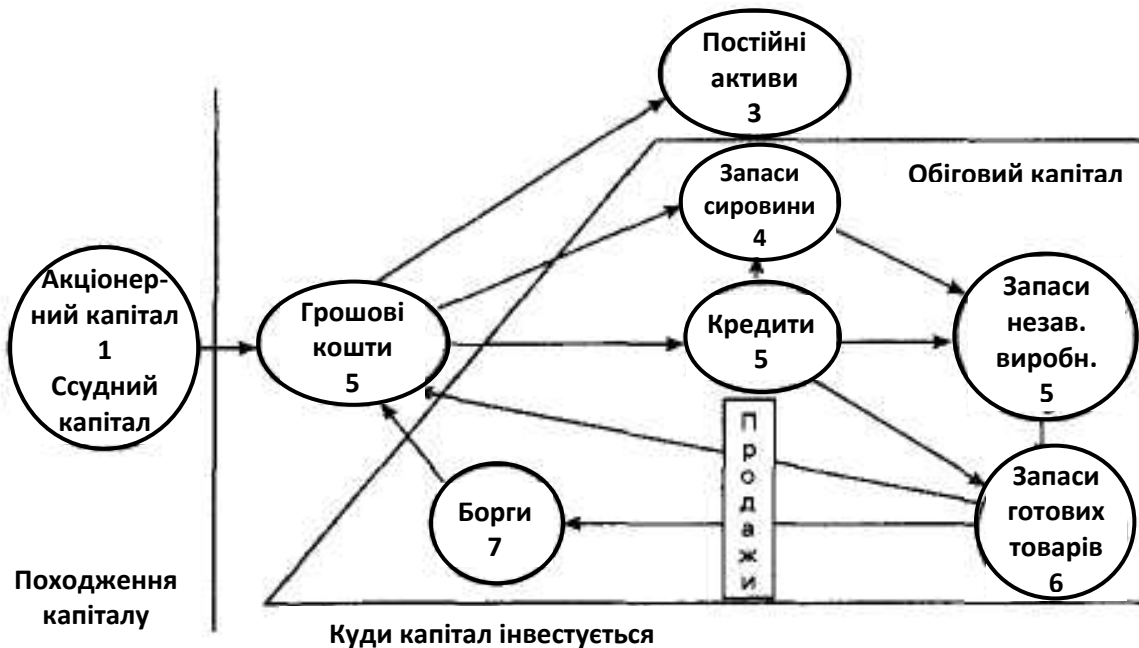 Постійні
активи
3
Запаси
сировини
4
Обіговий капітал
Акціонер-
ний капітал
1
Ссудний
капітал
Грошові
кошти
5
Кредити
5
Запаси
незав.
виробн.
5
Продажи
Борги
7
Запаси
готових
товарів
6
Походження
капіталу
Куди капітал інвестується